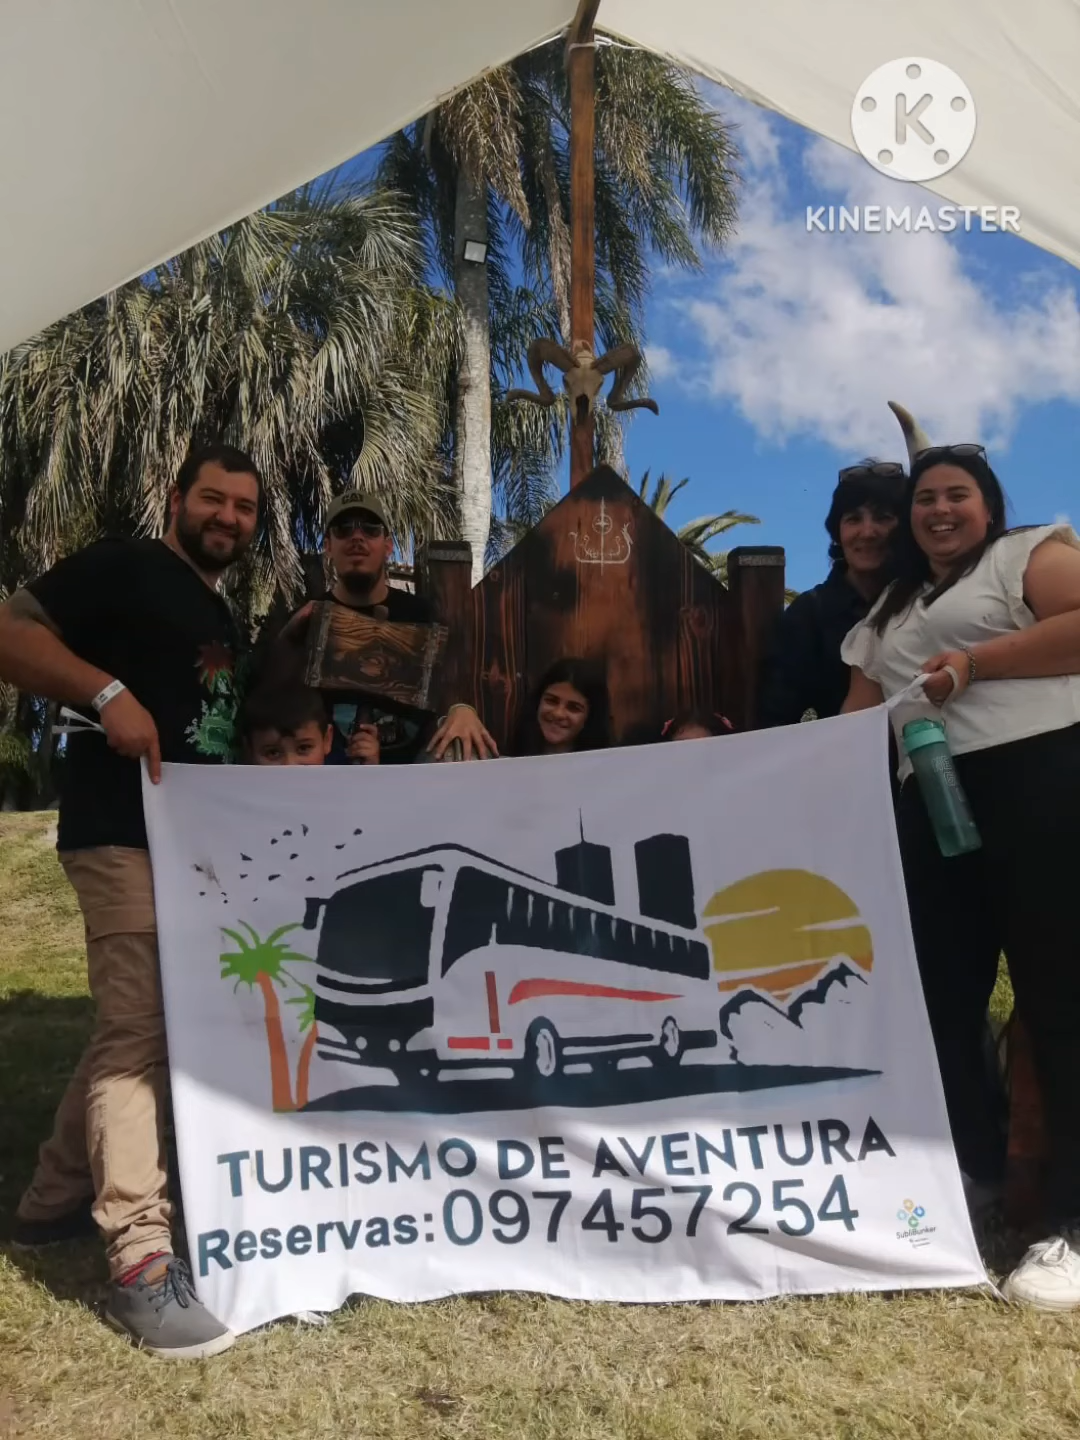 K
KINEMASTER
TURISMO DE AVENTURA
Reservas:097457254
SubliBunker